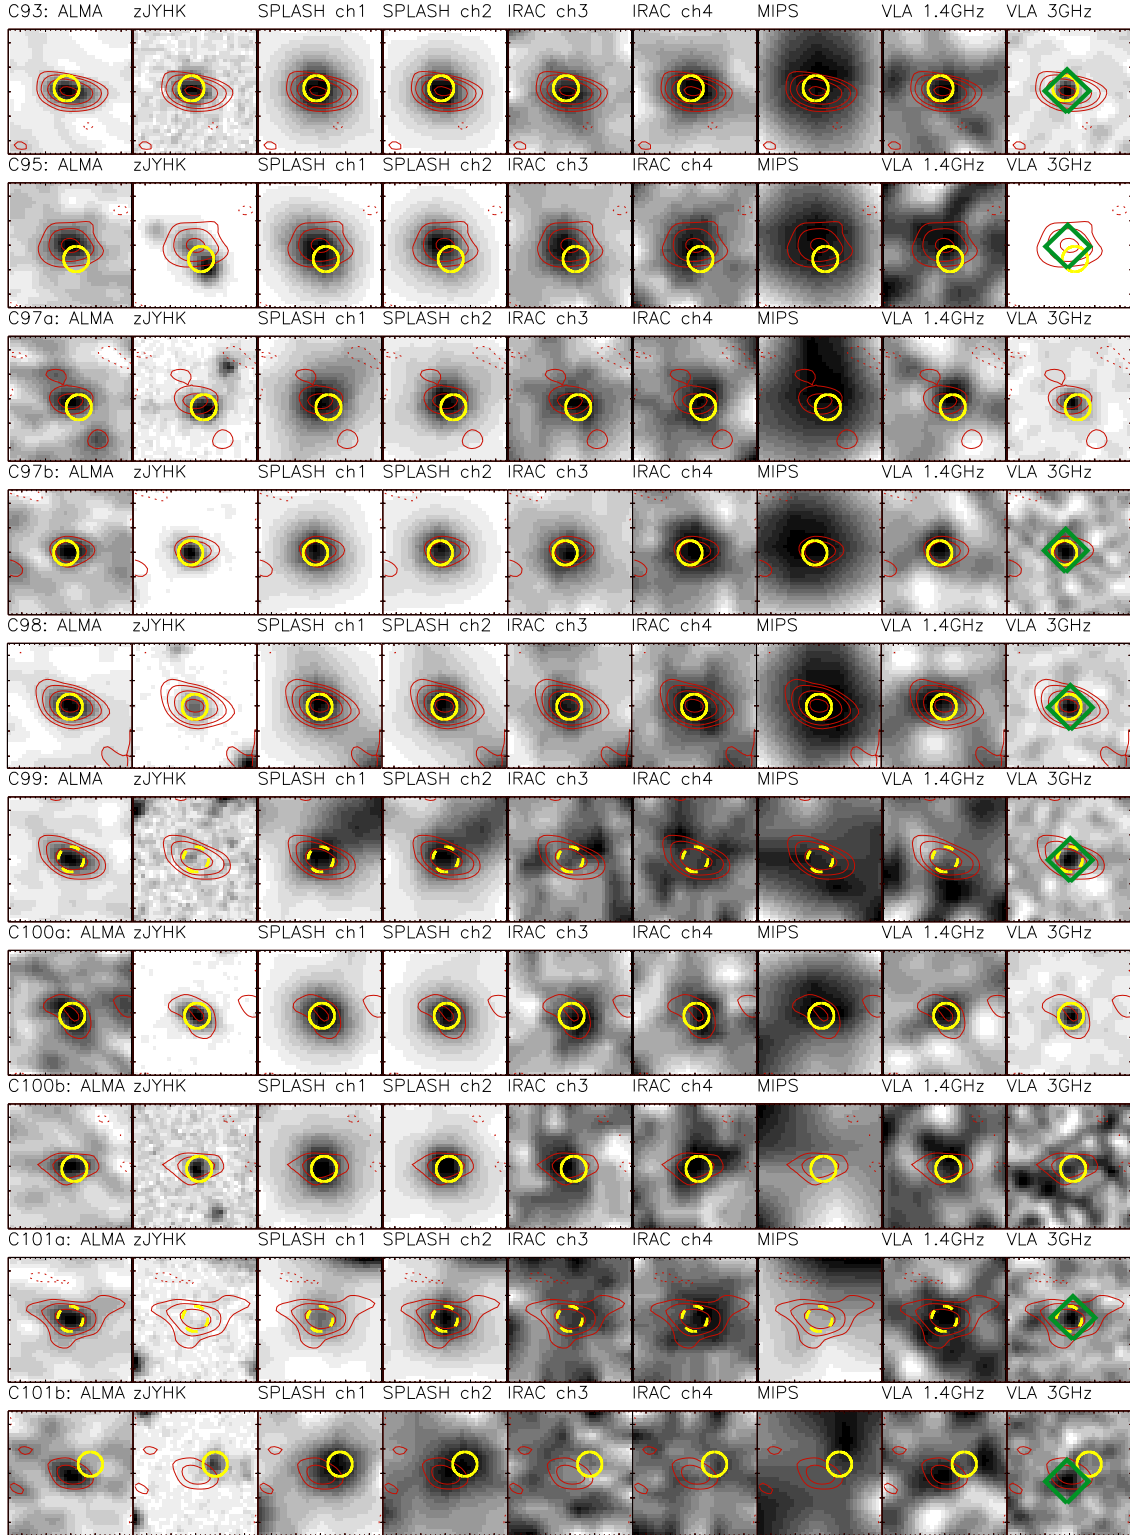 C93: ALMA zJYHK SPLASH ch1 SPLASH ch2 IRAC ch3 IRAC ch4 MIPS VLA 1.4GHz VLA 3GHz
C95: ALMA zJYHK SPLASH ch1 SPLASH ch2 IRAC ch3 IRAC ch4 MIPS VLA 1.4GHz VLA 3GHz
C97a: ALMA zJYHK SPLASH ch1 SPLASH ch2 IRAC ch3 IRAC ch4 MIPS VLA 1.4GHz VLA 3GHz
C97b: ALMA zJYHK SPLASH ch1 SPLASH ch2 IRAC ch3 IRAC ch4 MIPS VLA 1.4GHz VLA 3GHz
C98: ALMA zJYHK SPLASH ch1 SPLASH ch2 IRAC ch3 IRAC ch4 MIPS VLA 1.4GHz VLA 3GHz
C99: ALMA zJYHK SPLASH ch1 SPLASH ch2 IRAC ch3 IRAC ch4 MIPS VLA 1.4GHz VLA 3GHz
C100a: ALMA zJYHK SPLASH ch1 SPLASH ch2 IRAC ch3 IRAC ch4 MIPS VLA 1.4GHz VLA 3GHz
C100b: ALMA zJYHK SPLASH ch1 SPLASH ch2 IRAC ch3 IRAC ch4 MIPS VLA 1.4GHz VLA 3GHz
C101a: ALMA zJYHK SPLASH ch1 SPLASH ch2 IRAC ch3 IRAC ch4 MIPS VLA 1.4GHz VLA 3GHz
C101b: ALMA zJYHK SPLASH ch1 SPLASH ch2 IRAC ch3 IRAC ch4 MIPS VLA 1.4GHz VLA 3GHz